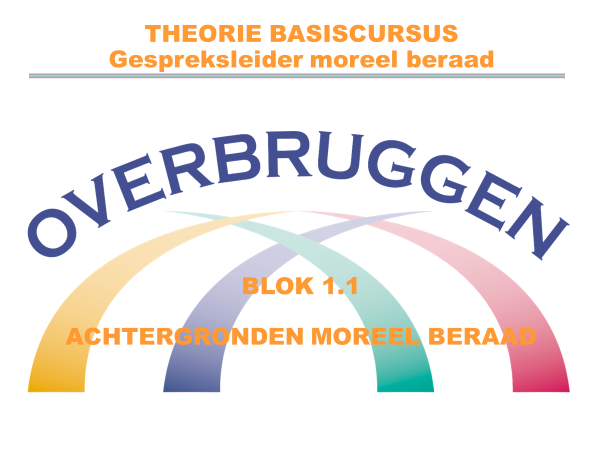 THEORIE BASISCURSUS
Gespreksleider moreel beraad
OVERBRUGGEN
BLOK 1.1
ACHTERGRONDEN MOREEL BERAAD